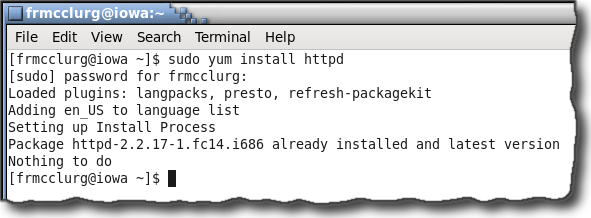 frmcclurg@iowa:~
File Edit View Search Terminal Help
[frmcclurg@iowa ~]$ sudo yum install httpd
[sudo] password for frmcclurg:
Loaded plugins: langpacks, presto, refresh-packagekit
Adding en_US to language list
Setting up Install Process
Package httpd-2.2.17-1.fc14.i686 already installed and latest version
Nothing to do
[frmcclurg@iowa ~]$